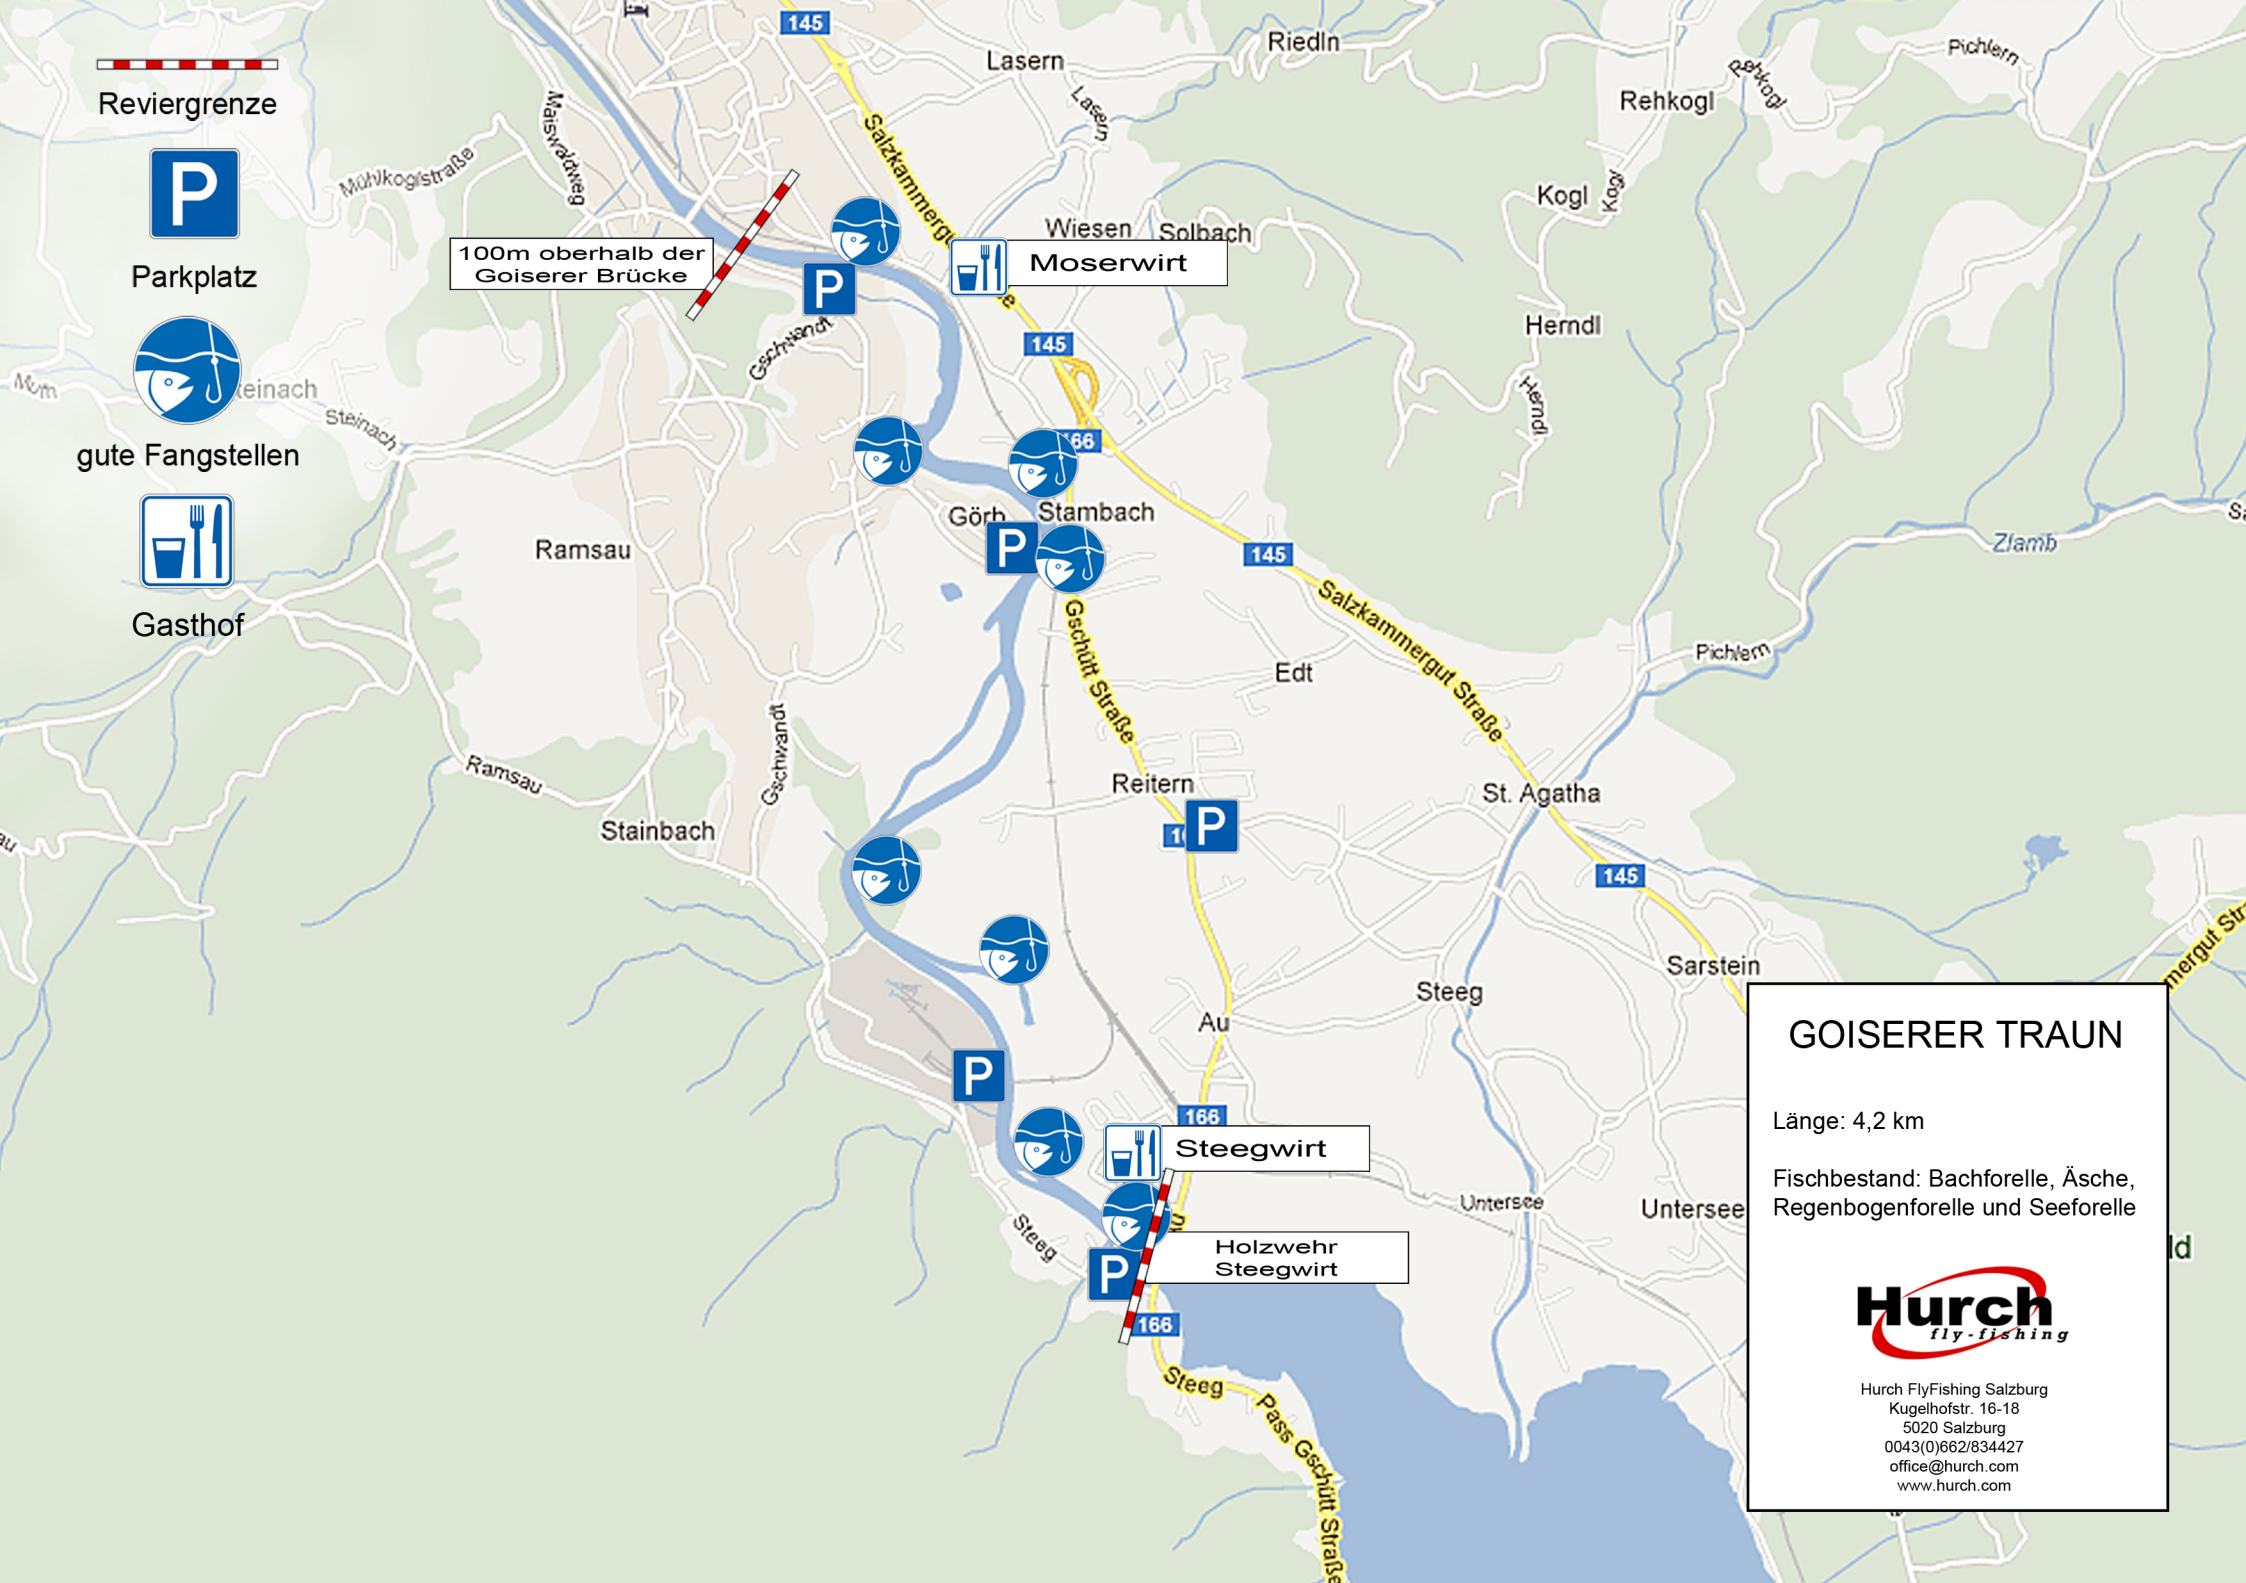 145
Lasern
Riedln
Pichlern
Rehkogl
Rehkogl
Reviergrenze
Maiswaldweg
Salzkammergu
Lasern
Mühlkoglstraße
P
Kogl
Kogl
Wiesen
Solbach
100m oberhalb der
Goiserer Brücke
Moserwirt
Parkplatz
P
Gschwandt
145
Herndl
Herndl
steinach
Steinach
gute Fangstellen
166
Görb
Stambach
P
Ramsau
145
Zlamb
Gasthof
Gschütt Straße
Salzkammergut Straße
Edt
Pichlern
Gschwandt
Ramsau
Reitern
St. Agatha
P
Stainbach
145
mergut Str
Sarstein
Steeg
Au
P
166
Steegwirt
Untersee
Untersee
Steeg
Holzwehr
Steegwirt
P
166
Steeg
Pass Gschütt Straße
ld
GOISERER TRAUN
Länge: 4,2 km
Fischbestand: Bachforelle, Äsche,
Regenbogenforelle und Seeforelle
Hurch
fly-fishing
Hurch FlyFishing Salzburg
Kugelhofstr. 16-18
5020 Salzburg
0043(0)662/834427
office@hurch.com
www.hurch.com